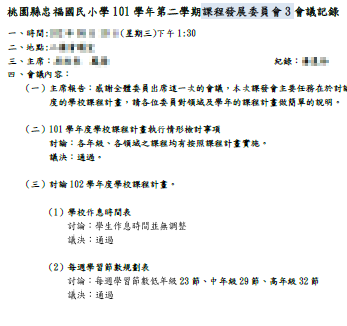 桃園縣忠福國民小學 101 學年第二學期課程發展委員會 3 會議記錄
一、時間: (星期三)下午 1:30
二、地點:
三、主席: 紀錄:
四、會議內容:
(一)主席報告:感謝全體委員出席這一次的會議,本次課發會主要任務在於討
度的學校課程計畫,請各位委員對領域及學年的課程計畫做簡單的說明。
(二)101 學年度學校課程計畫執行情形檢討事項
討論:各年級、各領域之課程均有按照課程計畫實施。
議決:通過。
(三)討論 102 學年度學校課程計畫。
(1)學校作息時間表
討論:學生作息時間並無調整
議決:通過
(2)每週學習節數規劃表
討論:每週學習節數低年級 23 節、中年級 29 節、高年級 32 節
議決:通過